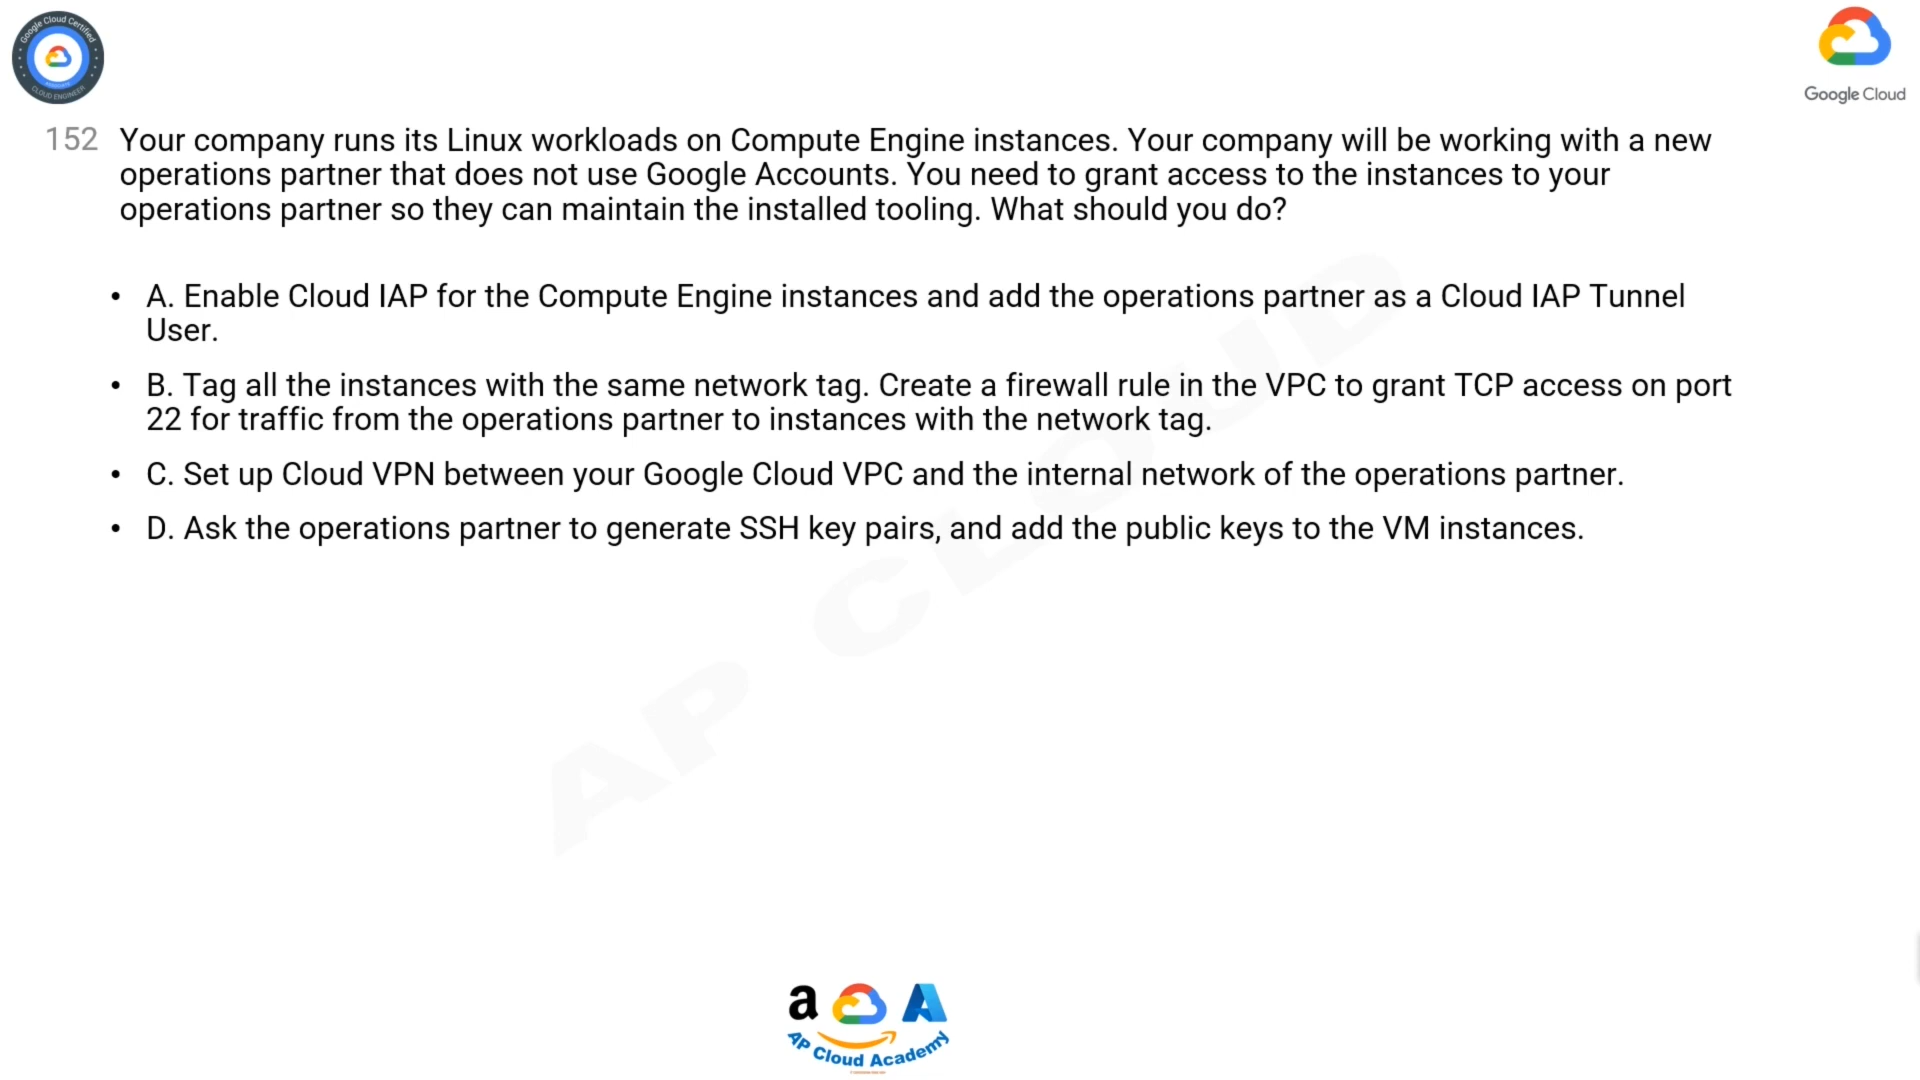 Google Cloud Certified
ASSOCIATE
CLOUD ENGINEER
Google Cloud
152 Your company runs its Linux workloads on Compute Engine instances. Your company will be working with a new
operations partner that does not use Google Accounts. You need to grant access to the instances to your
operations partner so they can maintain the installed tooling. What should you do?
• A. Enable Cloud IAP for the Compute Engine instances and add the operations partner as a Cloud IAP Tunnel
User.
• B. Tag all the instances with the same network tag. Create a firewall rule in the VPC to grant TCP access on port
22 for traffic from the operations partner to instances with the network tag.
• C. Set up Cloud VPN between your Google Cloud VPC and the internal network of the operations partner.
• D. Ask the operations partner to generate SSH key pairs, and add the public keys to the VM instances.
AP CLOUD
a
AP Cloud Academy